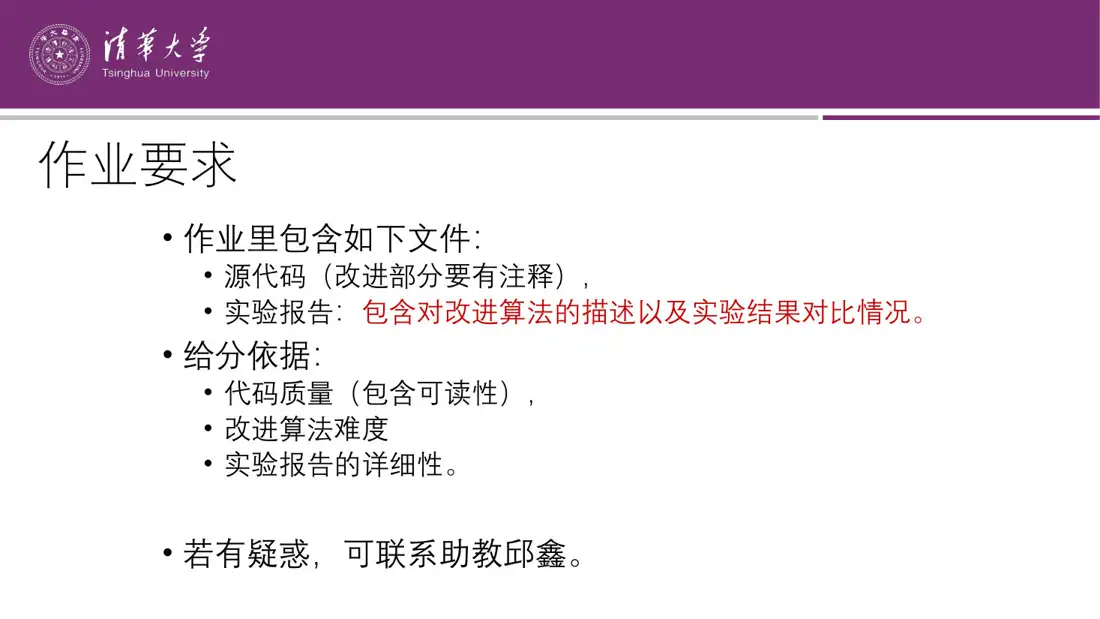 清华大学
Tsinghua University
作业要求
• 作业里包含如下文件：
• 源代码（改进部分要有注释），
• 实验报告：包含对改进算法的描述以及实验结果对比情况。
• 给分依据：
• 代码质量（包含可读性），
• 改进算法难度
• 实验报告的详细性。
• 若有疑惑，可联系助教邱鑫。